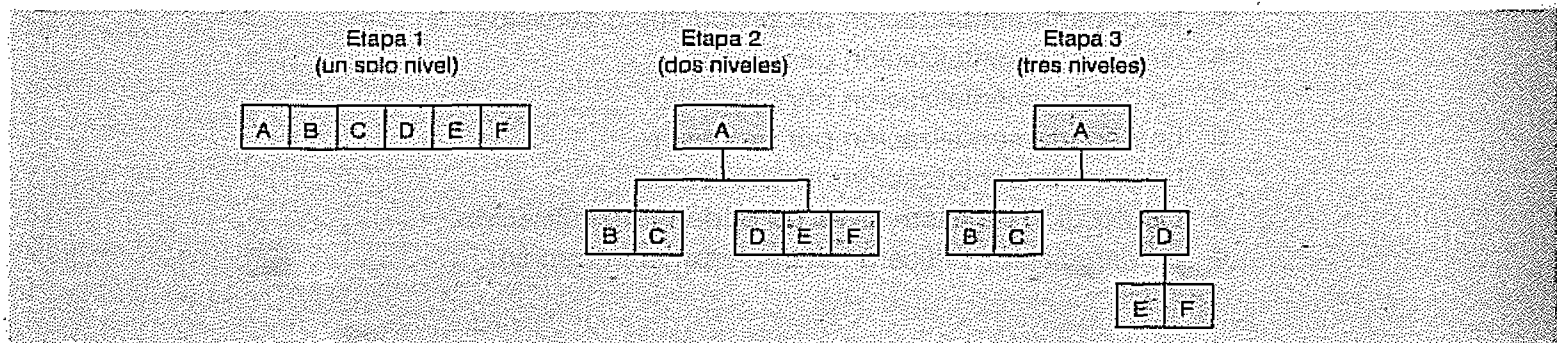 Etapa 1
(un solo nivel)
A B C D E F
Etapa 2
(dos niveles)
A
B C
D E F
Etapa 3
(tres niveles)
A
B C
D
E F